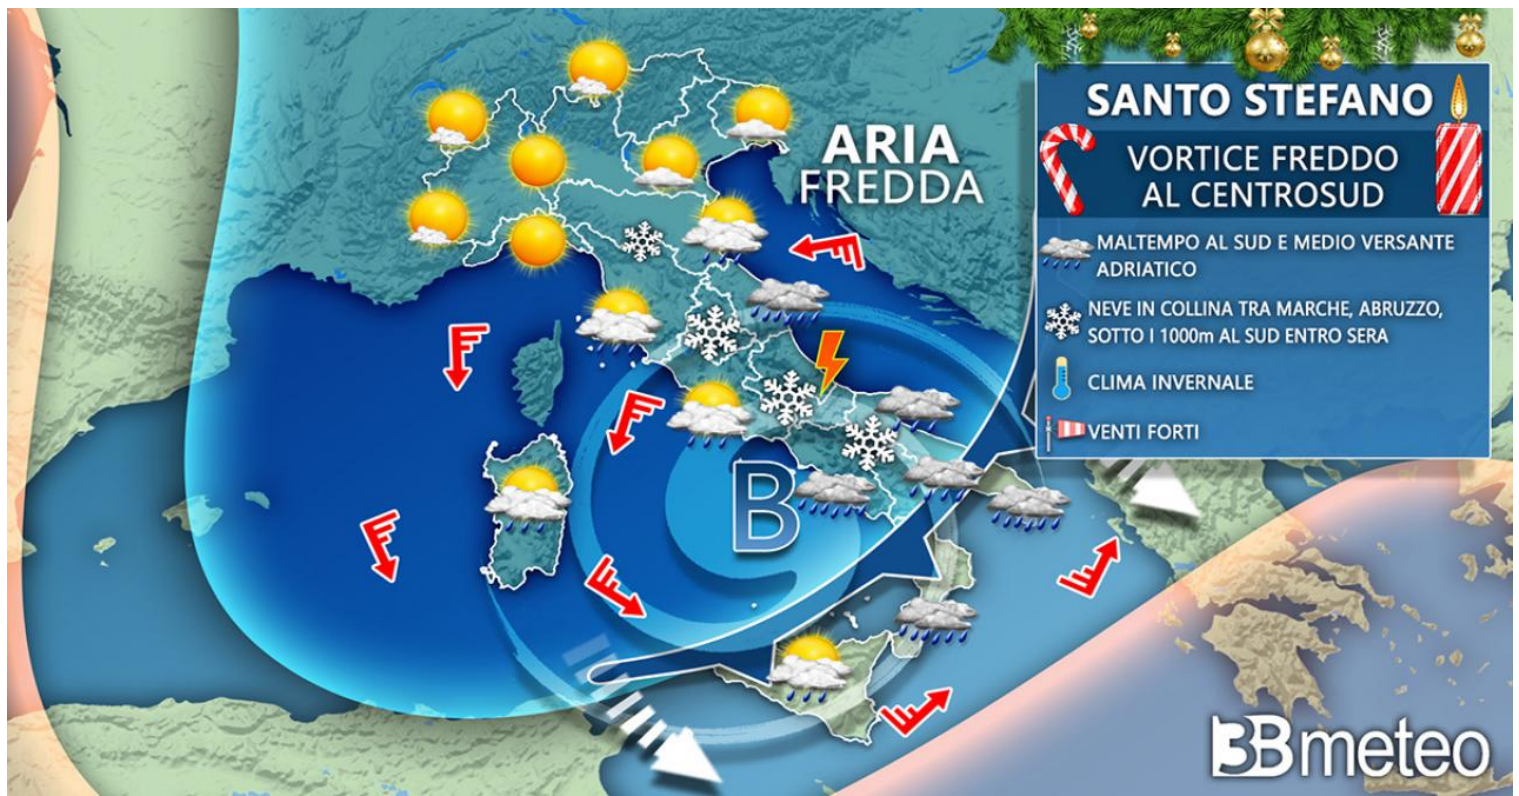 SANTO STEFANO
VORTICE FREDDO
AL CENTROSUD
MALTEMPO AL SUD E MEDIO VERSANTE
ADRIATICO
NEVE IN COLLINA TRA MARCHE, ABRUZZO,
SOTTO I 1000m AL SUD ENTRO SERA
CLIMA INVERNALE
VENTI FORTI
ARIA
FREDDA
B
3Bmeteo